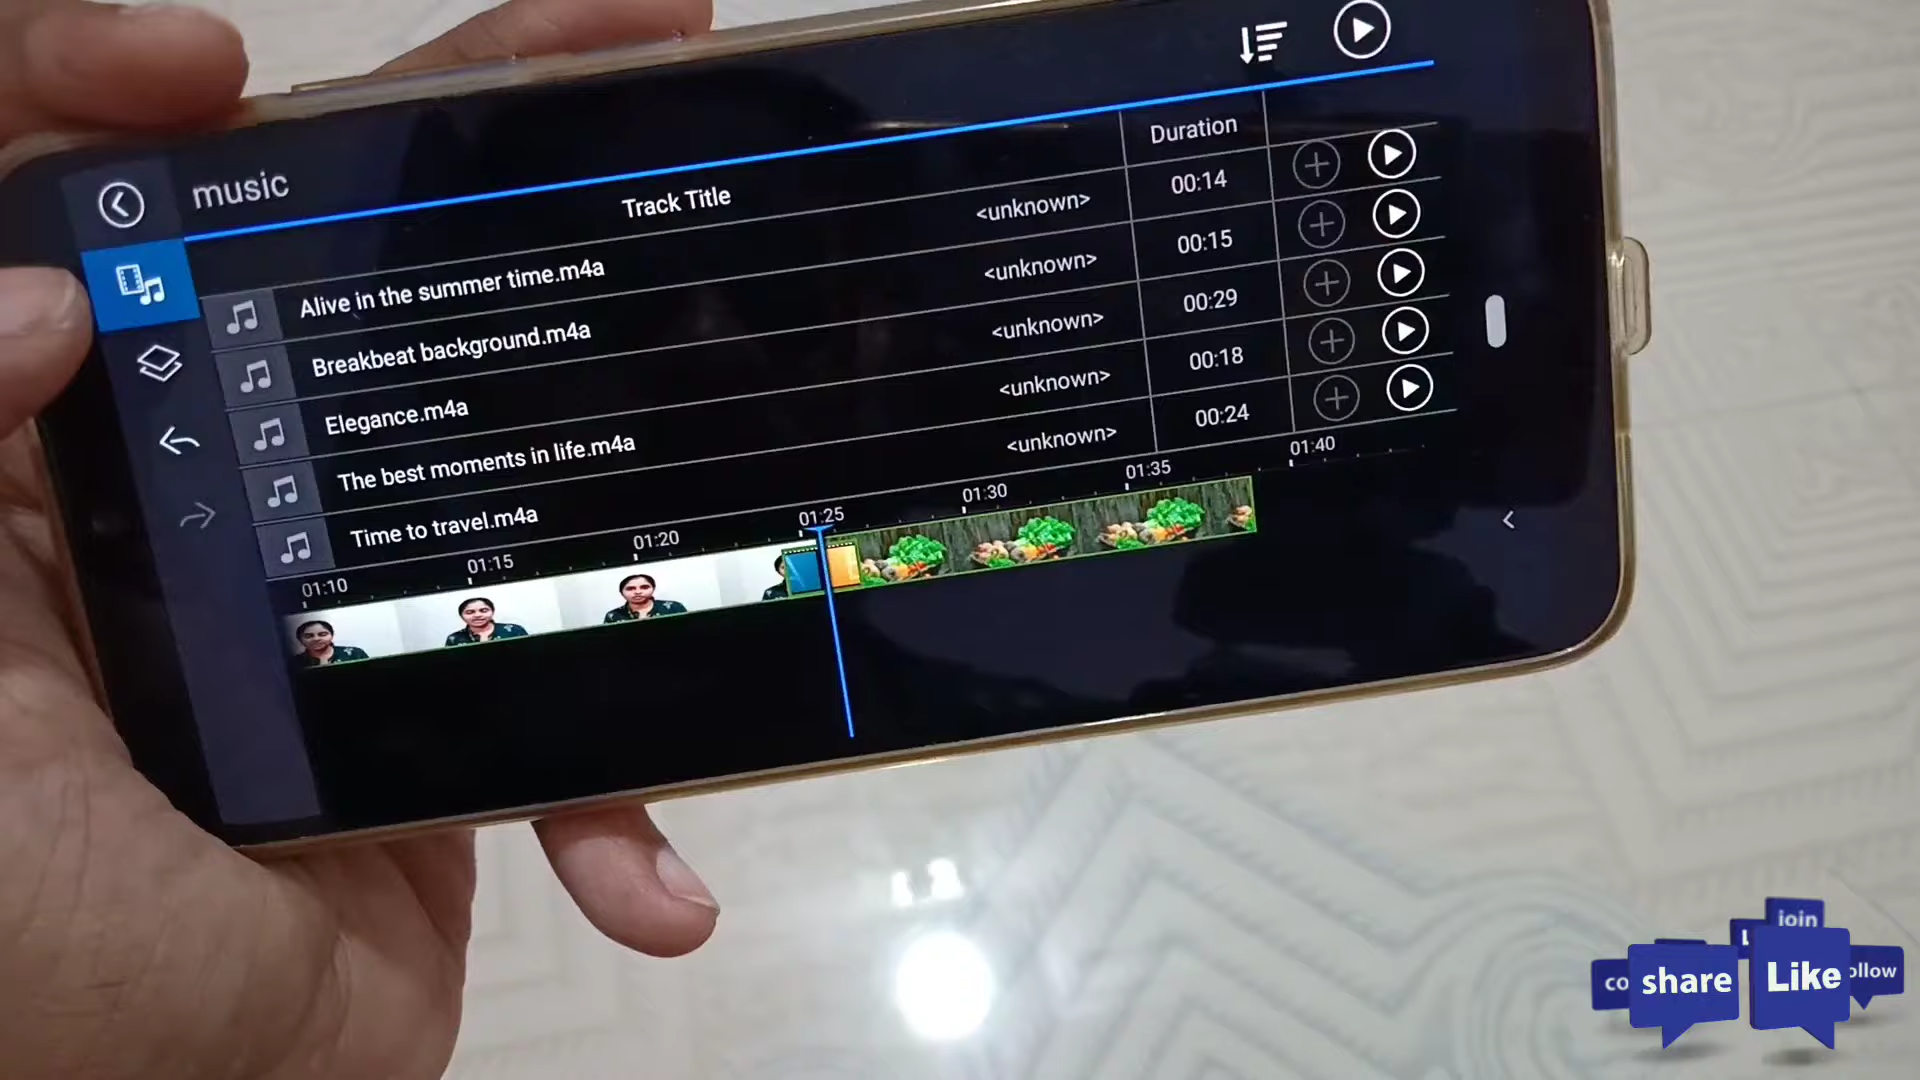 music
Track Title
Duration
Alive in the summer time.m4a <unknown> 00:14
Breakbeat background.m4a <unknown> 00:15
Elegance.m4a <unknown> 00:29
The best moments in life.m4a <unknown> 00:18
Time to travel.m4a <unknown> 00:24
01:10 01:15 01:20 01:25 01:30 01:35 01:40
join
share Like